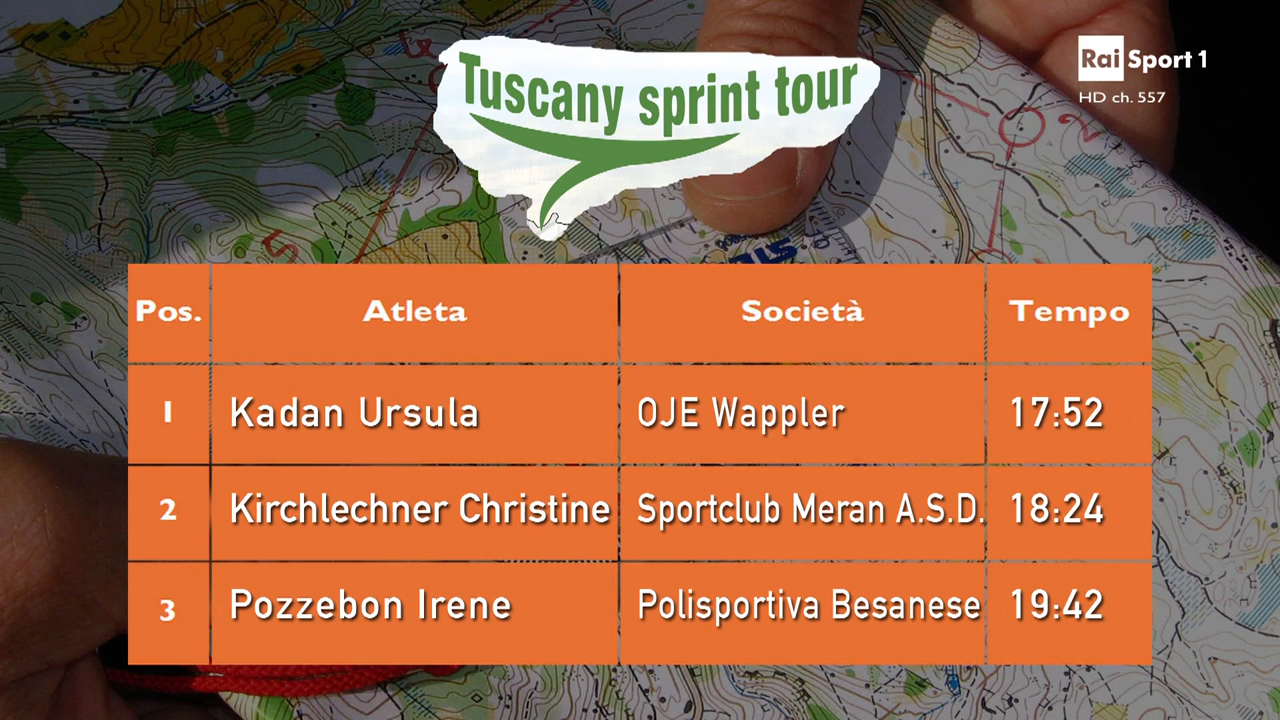 Tuscany sprint tour
Rai Sport 1
HD ch. 557
Pos. Atleta Società Tempo
1 Kadan Ursula OJE Wappler 17:52
2 Kirchlechner Christine Sportclub Meran A.S.D. 18:24
3 Pozzebon Irene Polisportiva Besanese 19:42